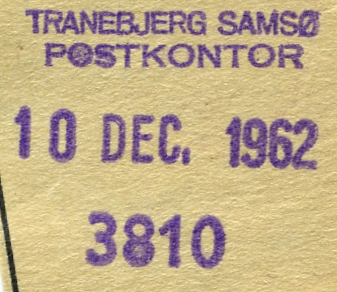 TRANEBJERG SAMSØ
POSTKONTOR
10 DEC. 1962
3810